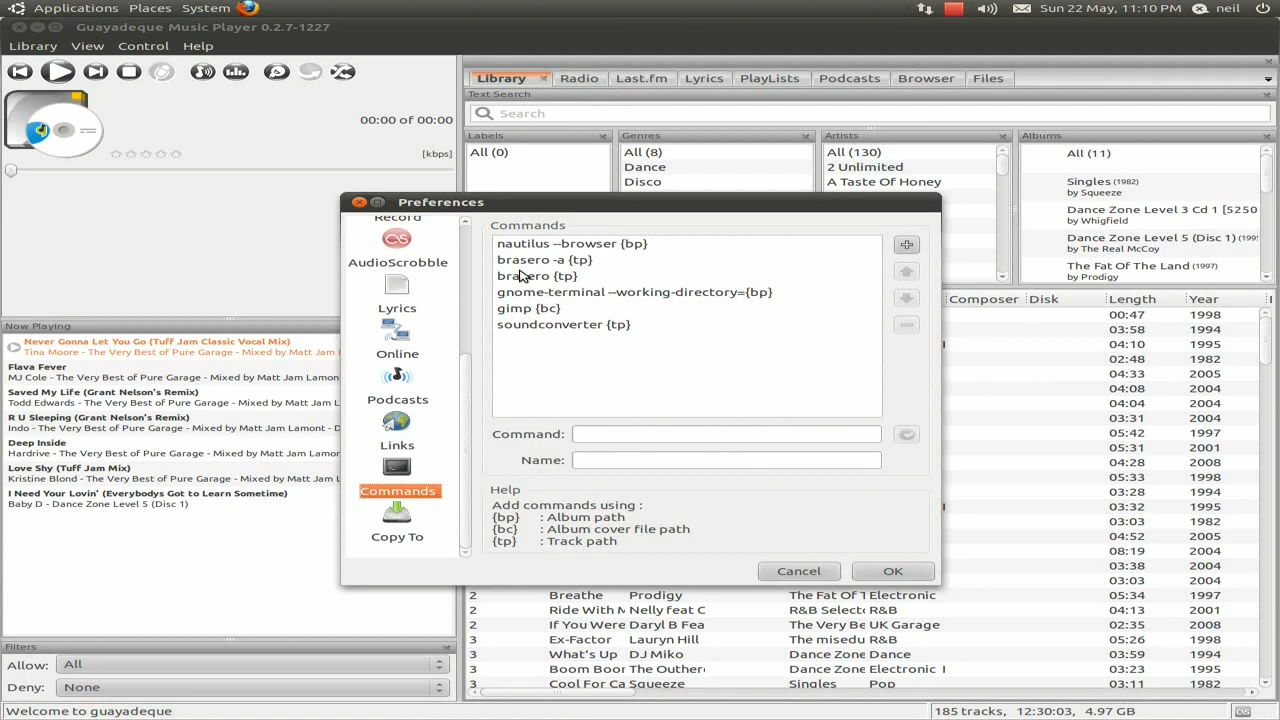 Applications Places System
Sun 22 May, 11:10 PM neil
Guayadeque Music Player 0.2.7-1227
Library View Control Help
00:00 of 00:00
[kbps]
Library Radio Last.fm Lyrics PlayLists Podcasts Browser Files
Text Search
Search
Labels
All (0)
Genres
All (8)
Dance
Disco
Artists
All (130)
2 Unlimited
A Taste Of Honey
Albums
All (11)
Singles (1982)
by Squeeze
Dance Zone Level 3 Cd 1 [5250
by Whigfield
Dance Zone Level 5 (Disc 1) (199
by The Real McCoy
The Fat Of The Land (1997)
by Prodigy
Now Playing
Never Gonna Let You Go (Tuff Jam Classic Vocal Mix)
Tina Moore - The Very Best of Pure Garage - Mixed by Matt Jam
Flava Fever
MJ Cole - The Very Best of Pure Garage - Mixed by Matt Jam Lamont
Saved My Life (Grant Nelson's Remix)
Todd Edwards - The Very Best of Pure Garage - Mixed by Matt Jam
R U Sleeping (Grant Nelson's Remix)
Indo - The Very Best of Pure Garage - Mixed by Matt Jam Lamont - D
Deep Inside
Hardrive - The Very Best of Pure Garage - Mixed by Matt Jam Lamon
Love Shy (Tuff Jam Mix)
Kristine Blond - The Very Best of Pure Garage - Mixed by Matt Jam
I Need Your Lovin' (Everybodys Got to Learn Sometime)
Baby D - Dance Zone Level 5 (Disc 1)
Filters
Allow: All
Deny: None
Welcome to guayadeque
Preferences
Record
AudioScrobble
Lyrics
Online
Podcasts
Links
Commands
Copy To
Commands
nautilus --browser {bp}
brasero -a {tp}
brasero {tp}
gnome-terminal --working-directory={bp}
gimp {bc}
soundconverter {tp}
Command:
Name:
Help
Add commands using :
{bp} : Album path
{bc} : Album cover file path
{tp} : Track path
Cancel OK
Composer Disk Length Year
00:47 1998
03:58 1994
04:10 1995
02:48 1982
04:33 2005
04:08 2004
04:04 2004
03:31 2004
05:42 1997
05:33 2001
04:28 2008
05:33 1998
03:28 1994
03:32 1995
03:03 1982
04:52 2005
08:19 2004
03:38 2004
03:03 2004
2 Breathe Prodigy The Fat Of T Electronic 05:34 1997
2 Ride With M Nelly feat C R&B Select R&B 04:13 2001
2 If You Were Daryl B Fea The Very Be UK Garage 02:35 2008
3 Ex-Factor Lauryn Hill The misedu R&B 05:26 1998
3 What's Up DJ Miko Dance Zone Dance 03:59 1994
3 Boom Boor The Outher Dance Zone Electronic 03:23 1995
3 Cool For Ca Squeeze Singles Pop 03:11 1982
185 tracks, 12:30:03, 4.97 GB